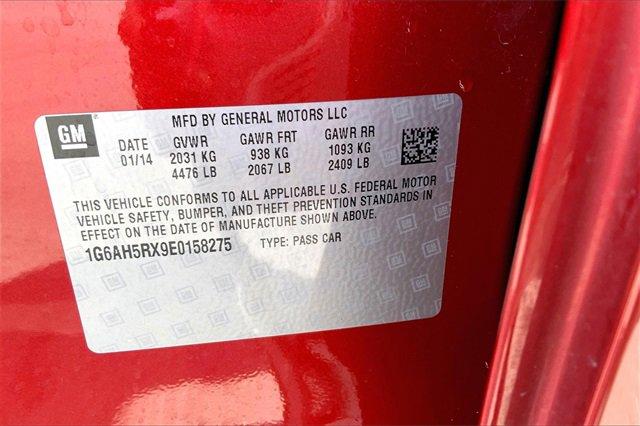 MFD BY GENERAL MOTORS LLC
GM
DATE GVWR GAWR FRT GAWR RR
01/14 2031 KG 938 KG 1093 KG
4476 LB 2067 LB 2409 LB
THIS VEHICLE CONFORMS TO ALL APPLICABLE U.S. FEDERAL MOTOR
VEHICLE SAFETY, BUMPER, AND THEFT PREVENTION STANDARDS IN
EFFECT ON THE DATE OF MANUFACTURE SHOWN ABOVE.
1G6AH5RX9E0158275 TYPE: PASS CAR